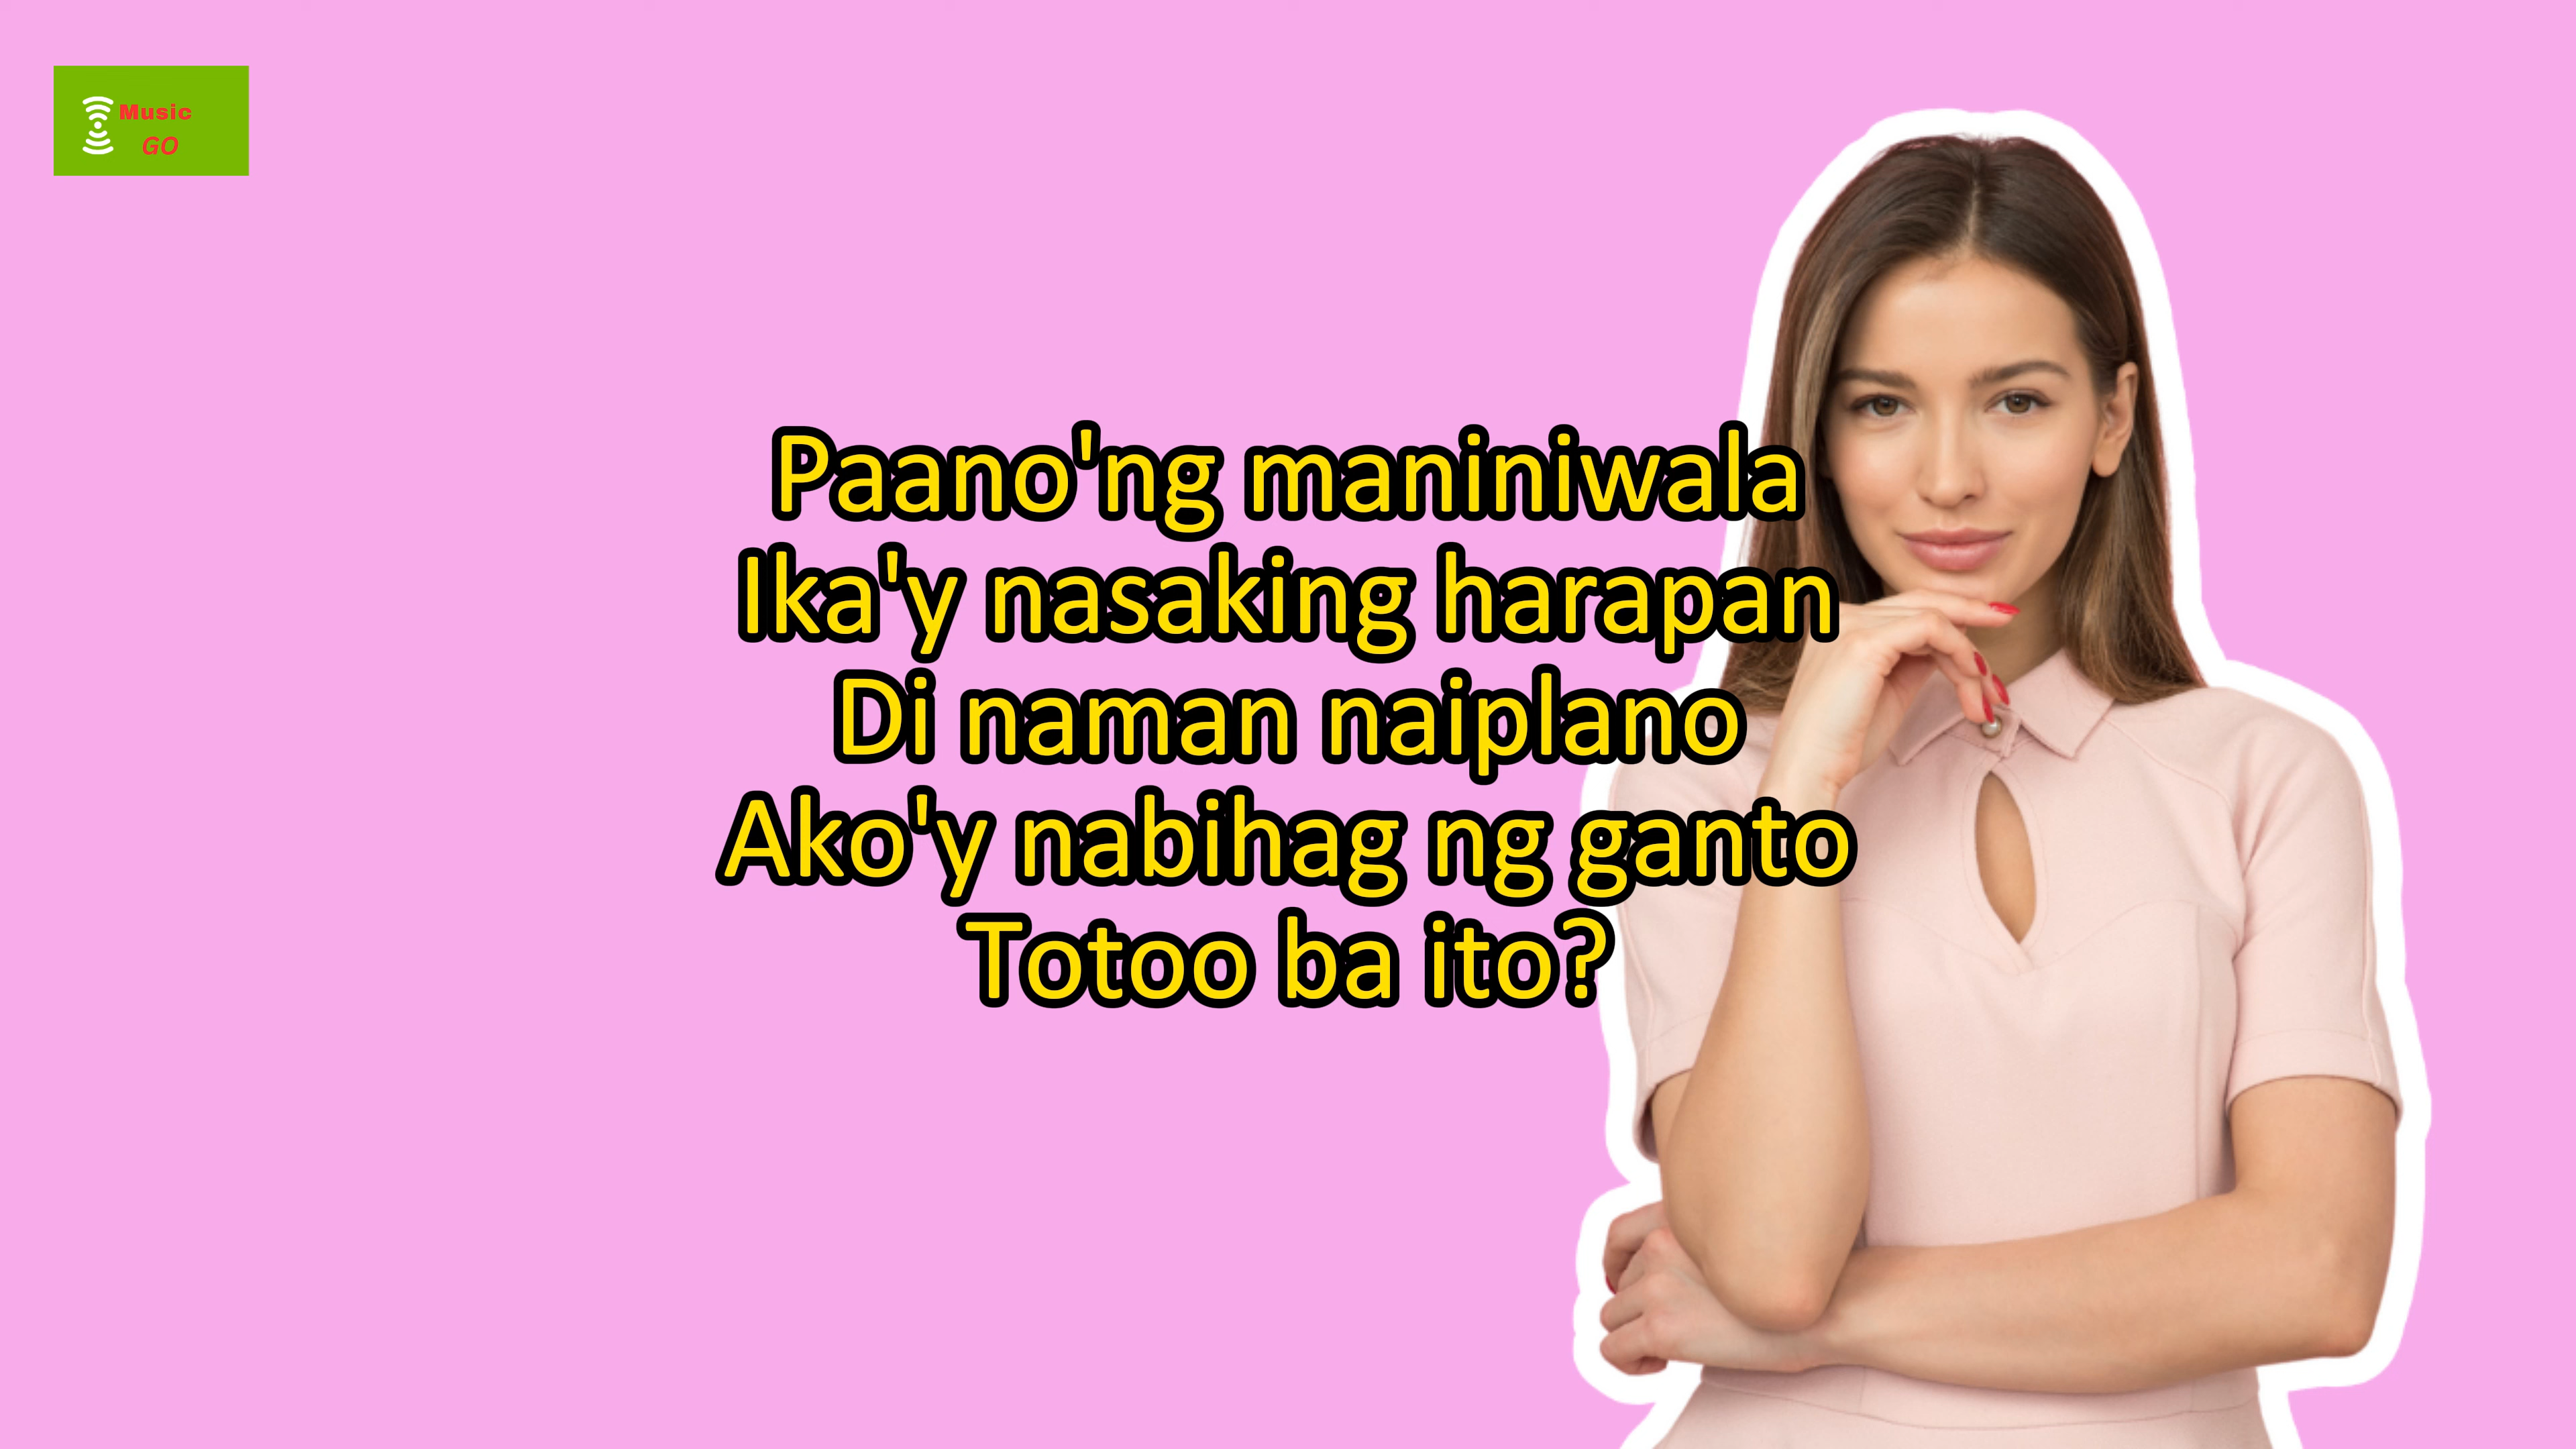 Music
GO
Paano'ng maniniwala
Ika'y nasaking harapan
Di naman naiplano
Ako'y nabihag ng ganto
Totoo ba ito?